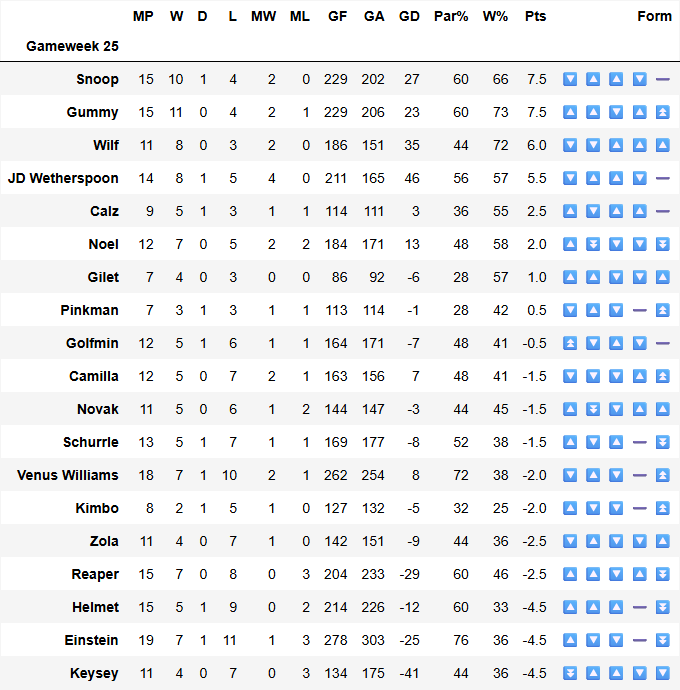 MP W D L MW ML GF GA GD Par% W% Pts Form
Gameweek 25
Snoop 15 10 1 4 2 0 229 202 27 60 66 7.5 🔽 🔼 🔼 🔽 ➖
Gummy 15 11 0 4 2 1 229 206 23 60 73 7.5 🔼 🔼 🔽 🔼 ⏫
Wilf 11 8 0 3 2 0 186 151 35 44 72 6.0 🔽 🔽 🔼 🔼 🔼
JD Wetherspoon 14 8 1 5 4 0 211 165 46 56 57 5.5 🔽 🔼 🔼 🔽 ➖
Calz 9 5 1 3 1 1 114 111 3 36 55 2.5 🔼 🔽 🔼 🔼 ➖
Noel 12 7 0 5 2 2 184 171 13 48 58 2.0 🔼 ⏬ 🔽 🔽 ⏬
Gilet 7 4 0 3 0 0 86 92 -6 28 57 1.0 🔼 🔼 🔽 🔽 🔼
Pinkman 7 3 1 3 1 1 113 114 -1 28 42 0.5 🔽 🔼 🔽 ➖ ⏫
Golfmin 12 5 1 6 1 1 164 171 -7 48 41 -0.5 ⏫ 🔽 🔼 🔽 ➖
Camilla 12 5 0 7 2 1 163 156 7 48 41 -1.5 🔽 🔽 🔽 🔼 ⏫
Novak 11 5 0 6 1 2 144 147 -3 44 45 -1.5 🔼 ⏬ 🔽 🔼 🔼
Schurrle 13 5 1 7 1 1 169 177 -8 52 38 -1.5 🔼 🔽 🔼 ➖ ⏬
Venus Williams 18 7 1 10 2 1 262 254 8 72 38 -2.0 🔽 🔼 🔽 ➖ ⏫
Kimbo 8 2 1 5 1 0 127 132 -5 32 25 -2.0 🔼 🔽 🔽 ➖ ⏫
Zola 11 4 0 7 1 0 142 151 -9 44 36 -2.5 🔽 🔼 🔽 🔽 🔼
Reaper 15 7 0 8 0 3 204 233 -29 60 46 -2.5 🔼 🔼 🔽 🔼 ⏬
Helmet 15 5 1 9 0 2 214 226 -12 60 33 -4.5 🔼 🔼 🔼 ➖ ⏬
Einstein 19 7 1 11 1 3 278 303 -25 76 36 -4.5 🔼 🔽 🔽 ➖ ⏬
Keysey 11 4 0 7 0 3 134 175 -41 44 36 -4.5 ⏬ 🔼 🔼 🔽 🔽